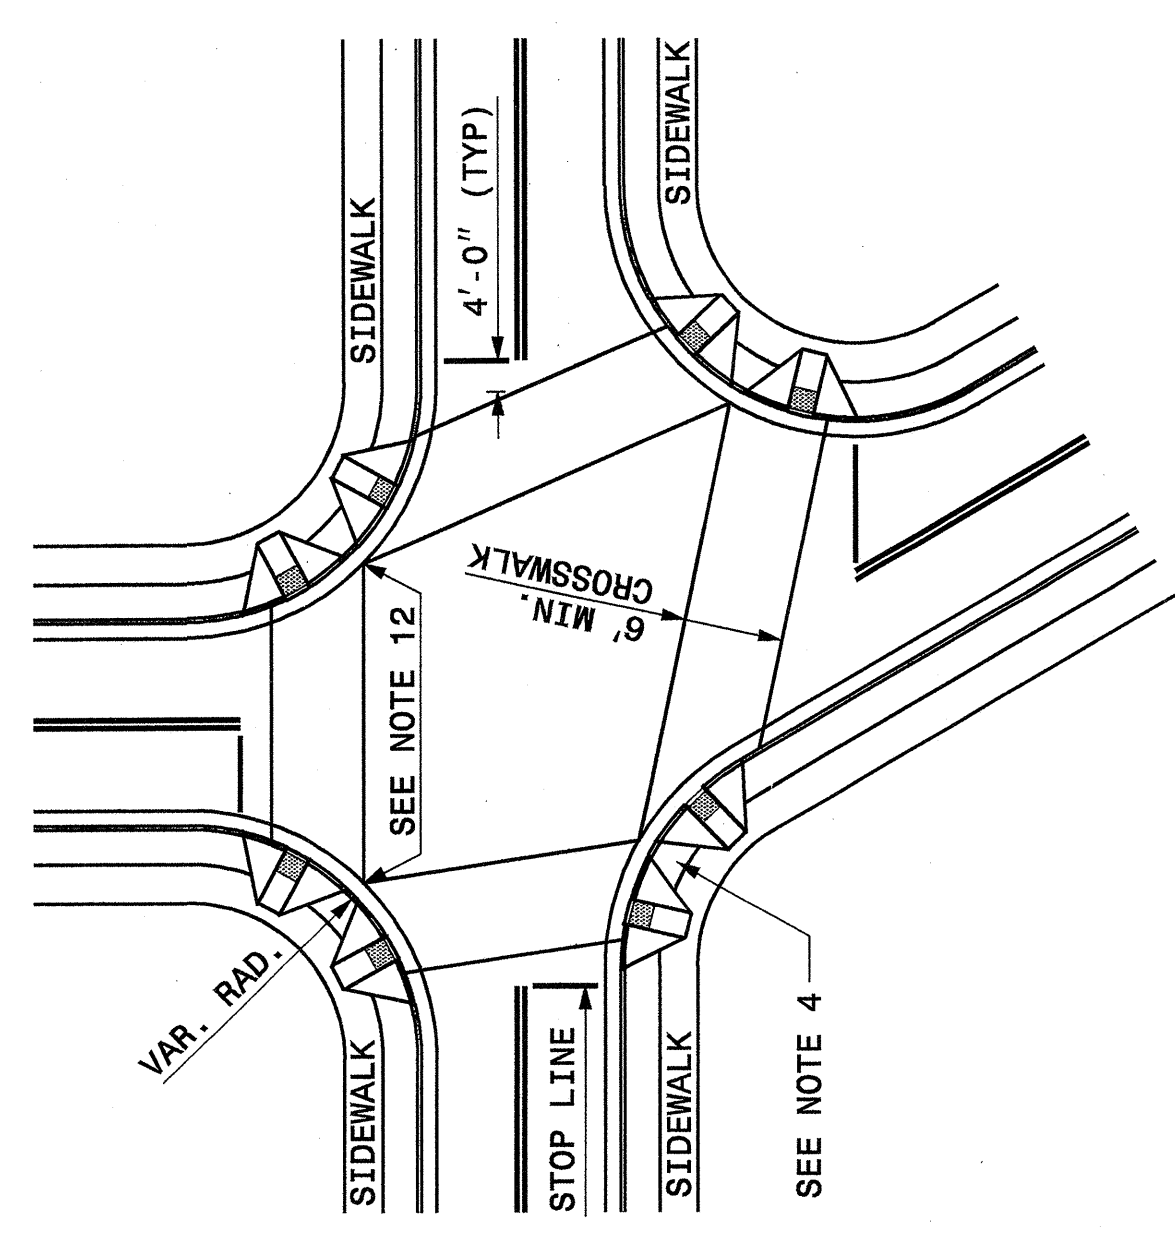 SIDEWALK
4'-0" (TYP)
SIDEWALK
6' MIN.
CROSSWALK
SEE NOTE 12
VAR. RAD.
SIDEWALK
STOP LINE
SIDEWALK
SEE NOTE 4